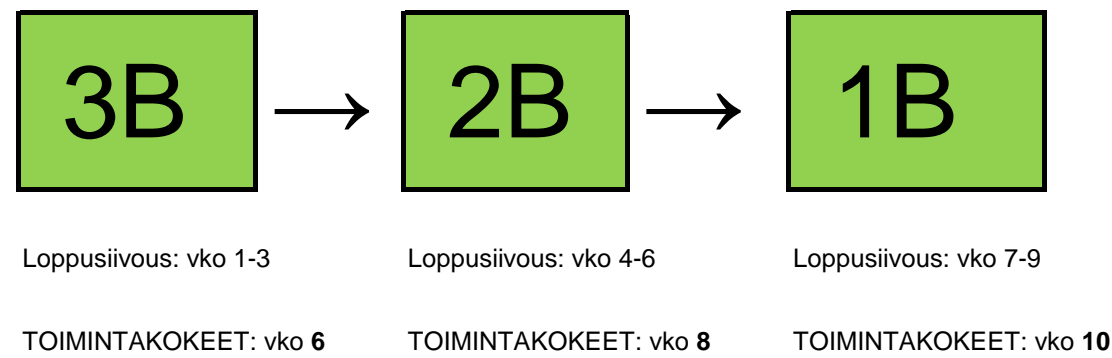 3B → 2B → 1B
Loppusiivous: vko 1-3
Loppusiivous: vko 4-6
Loppusiivous: vko 7-9
TOIMINTAKOKEET: vko 6
TOIMINTAKOKEET: vko 8
TOIMINTAKOKEET: vko 10